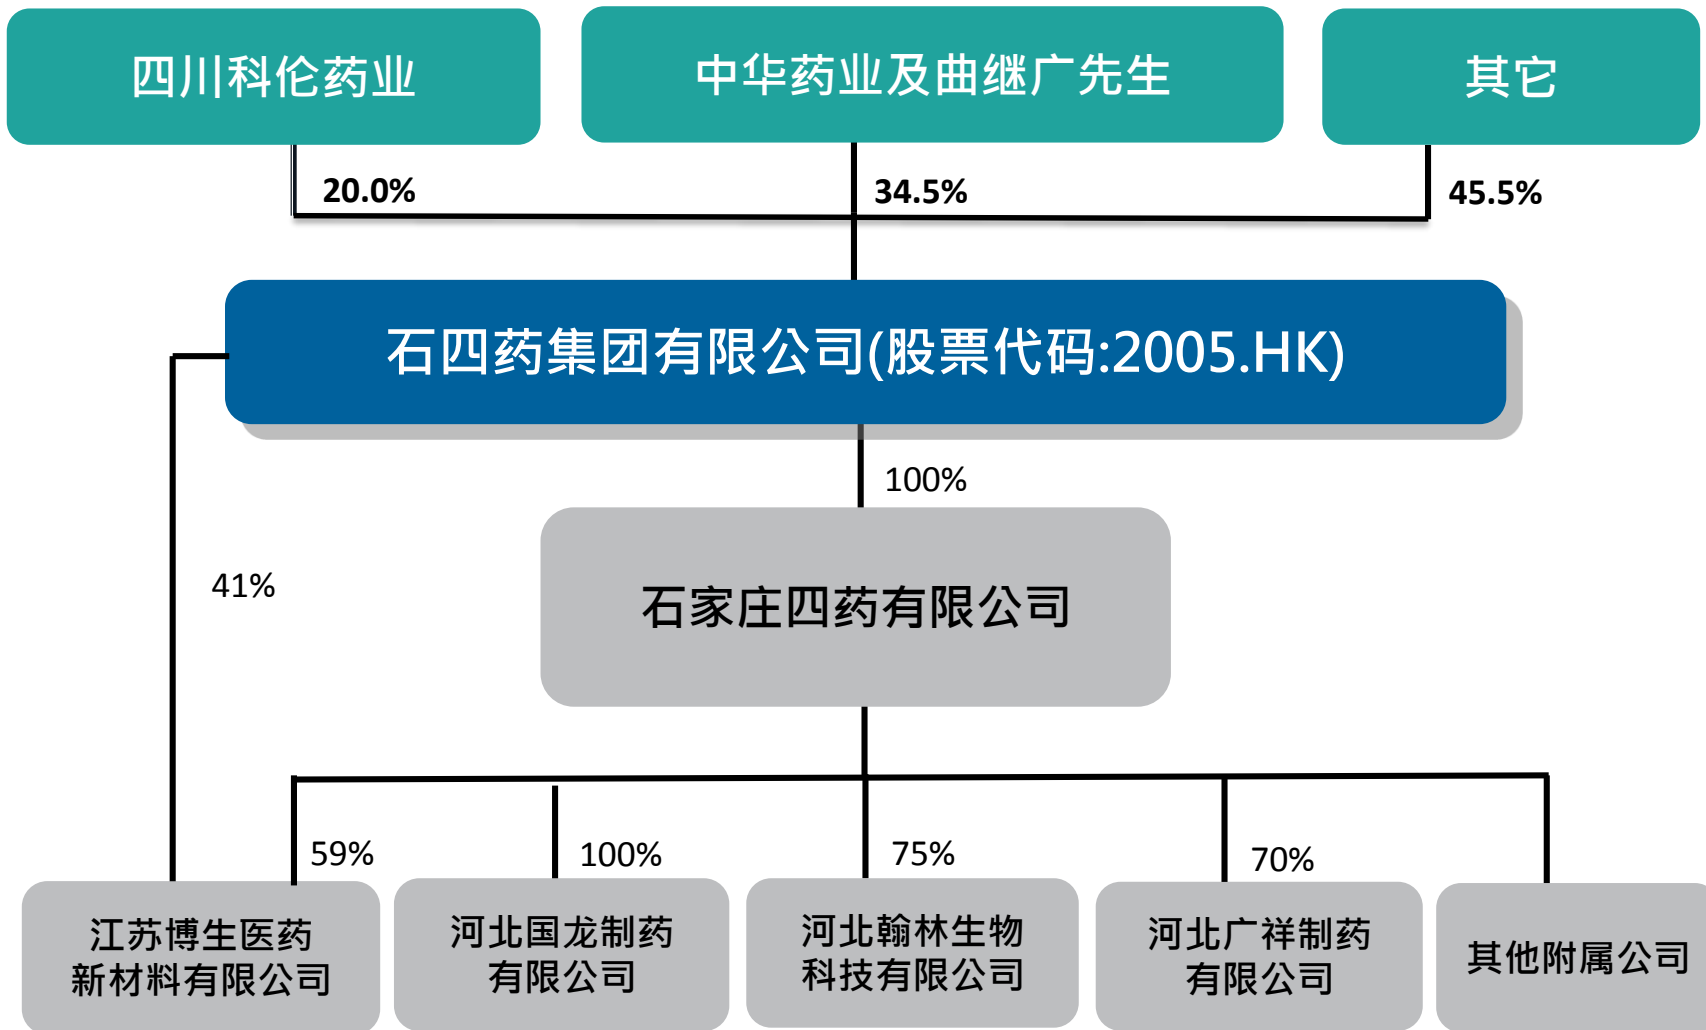 四川科伦药业
中华药业及曲继广先生
其它
20.0%
34.5%
45.5%
石四药集团有限公司(股票代码:2005.HK)
100%
41%
石家庄四药有限公司
59%
100%
75%
70%
江苏博生医药
新材料有限公司
河北国龙制药
有限公司
河北翰林生物
科技有限公司
河北广祥制药
有限公司
其他附属公司